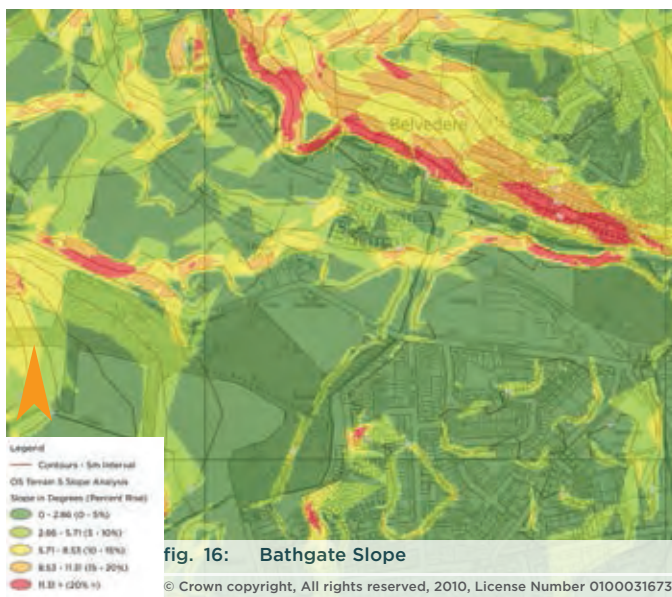 Belvedere
Legend
Contours - 5m Interval
OS Terrain 5 Slope Analysis
Slope in Degrees (Percent Rise)
0 - 2.86 (0 - 5%)
2.86 - 5.71 (5 - 10%)
5.71 - 8.53 (10 - 15%)
8.53 - 11.31 (15 - 20%)
11.31 + (20% +)
fig. 16: Bathgate Slope
© Crown copyright, All rights reserved, 2010, License Number 0100031673